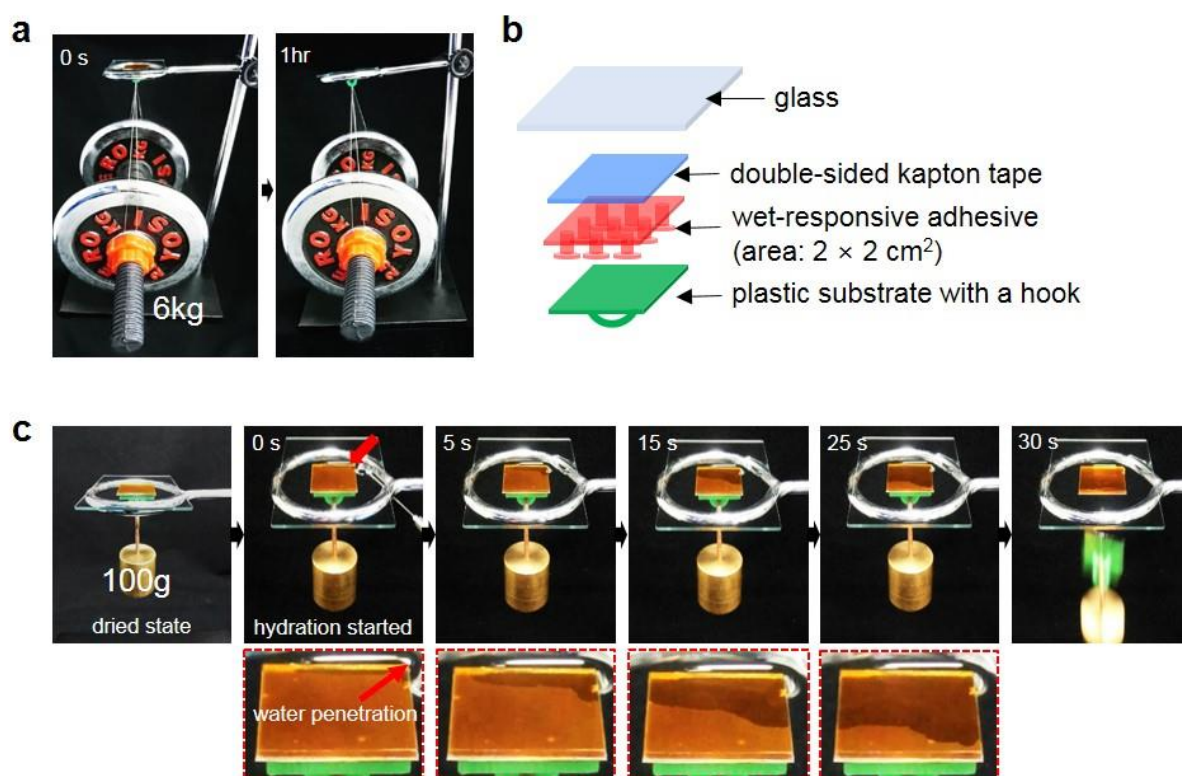 a
0 s
1hr
6kg
b
glass
double-sided kapton tape
wet-responsive adhesive
(area: 2 × 2 cm²)
plastic substrate with a hook
c
100g
dried state
0 s
hydration started
5 s
15 s
25 s
30 s
water penetration